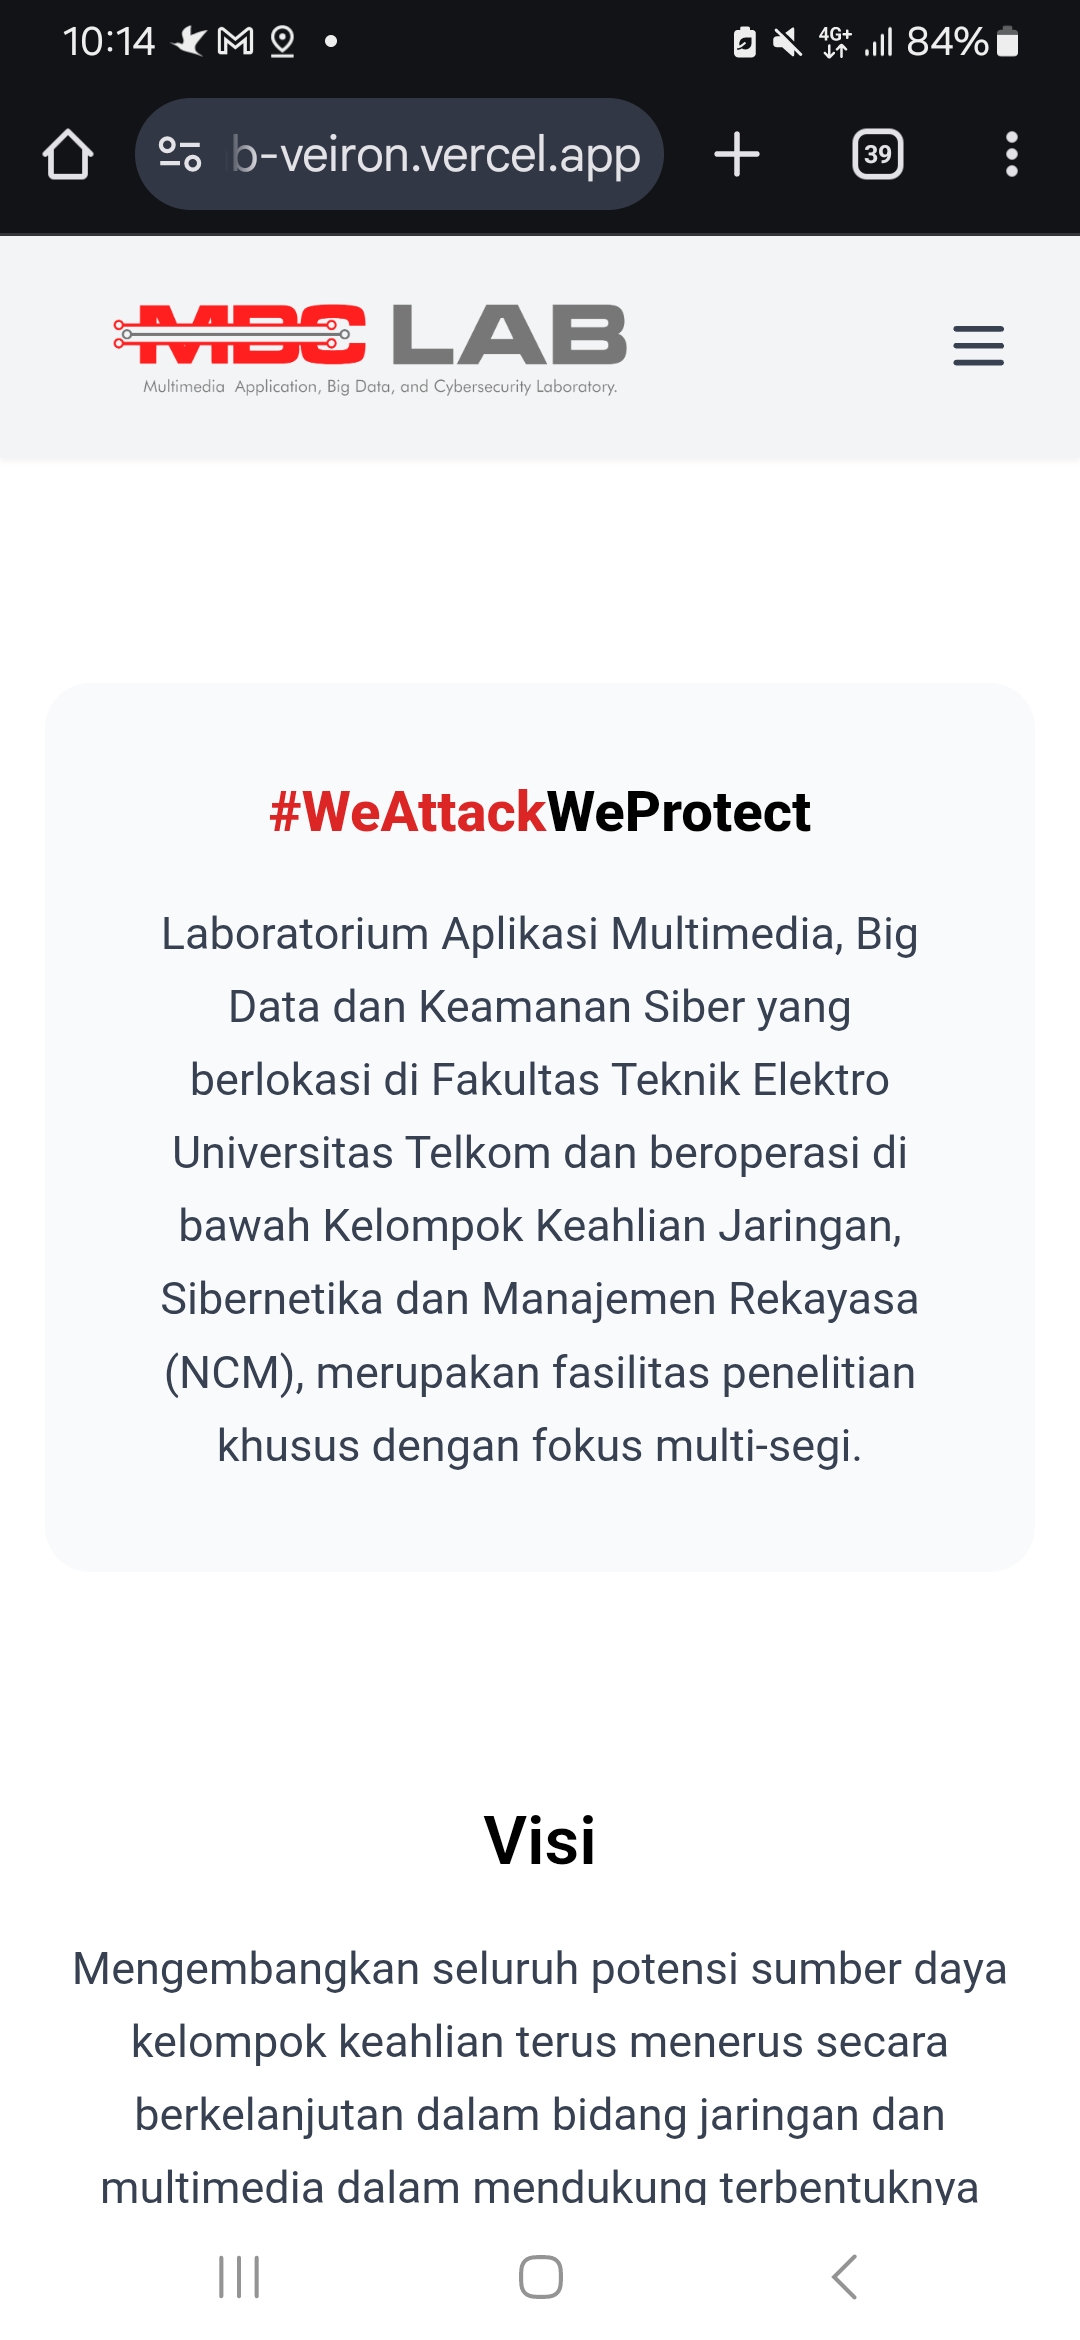 10:14
4G+
84%
b-veiron.vercel.app
39
MBC LAB
Multimedia Application, Big Data, and Cybersecurity Laboratory.
#WeAttackWeProtect
Laboratorium Aplikasi Multimedia, Big
Data dan Keamanan Siber yang
berlokasi di Fakultas Teknik Elektro
Universitas Telkom dan beroperasi di
bawah Kelompok Keahlian Jaringan,
Sibernetika dan Manajemen Rekayasa
(NCM), merupakan fasilitas penelitian
khusus dengan fokus multi-segi.
Visi
Mengembangkan seluruh potensi sumber daya
kelompok keahlian terus menerus secara
berkelanjutan dalam bidang jaringan dan
multimedia dalam mendukung terbentuknya